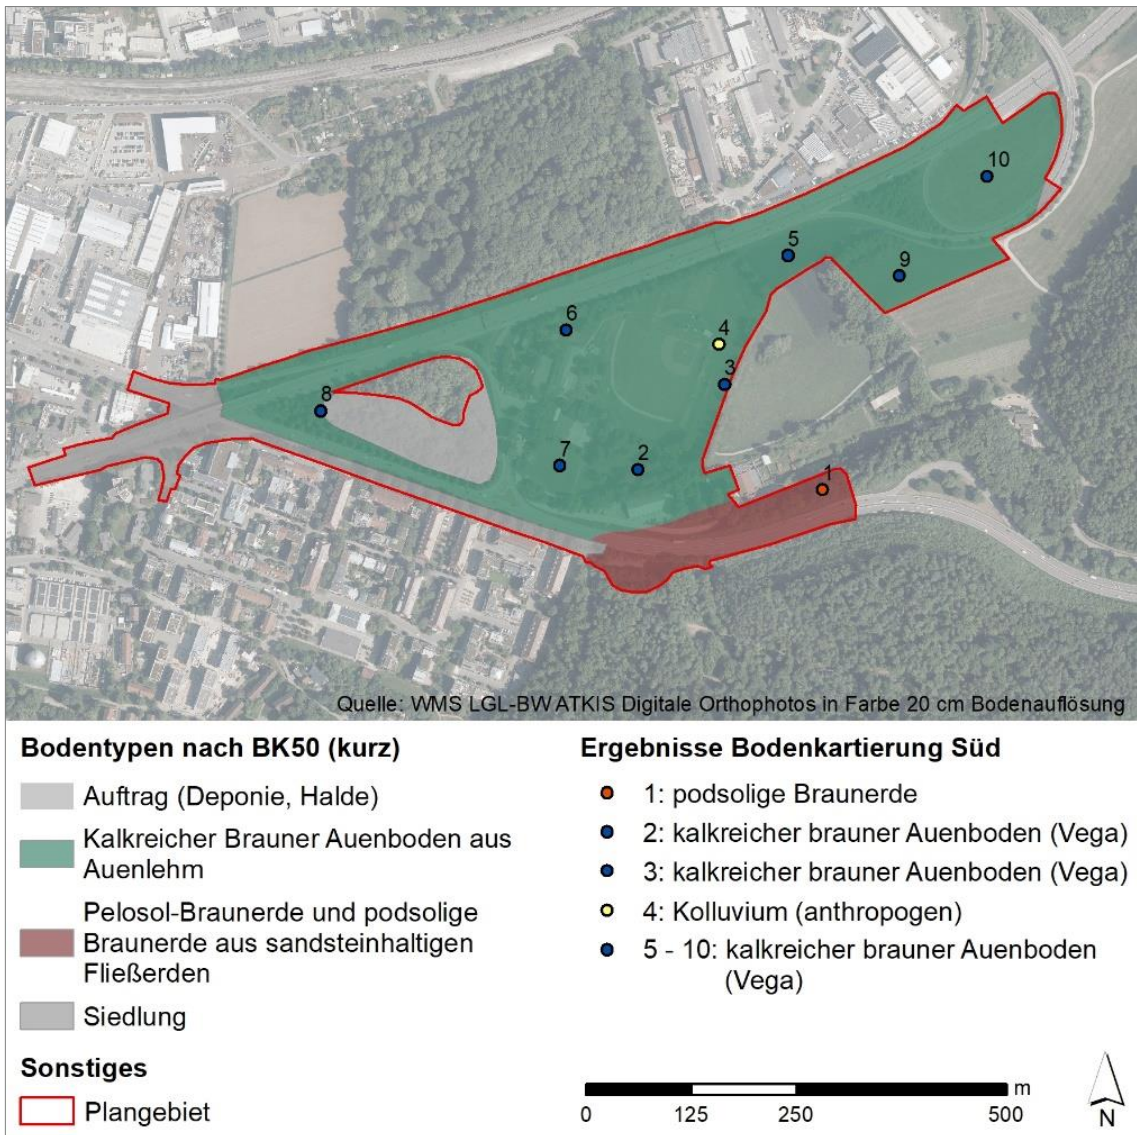 10
5
9
6
4
3
8
7
2
1
Quelle: WMS LGL-BW ATKIS Digitale Orthophotos in Farbe 20 cm Bodenauflösung
Bodentypen nach BK50 (kurz)
Auftrag (Deponie, Halde)
Kalkreicher Brauner Auenboden aus
Auenlehm
Pelosol-Braunerde und podsolige
Braunerde aus sandsteinhaltigen
Fließerden
Siedlung
Sonstiges
Plangebiet
Ergebnisse Bodenkartierung Süd
1: podsolige Braunerde
2: kalkreicher brauner Auenboden (Vega)
3: kalkreicher brauner Auenboden (Vega)
4: Kolluvium (anthropogen)
5 - 10: kalkreicher brauner Auenboden
(Vega)
m
0 125 250 500
N